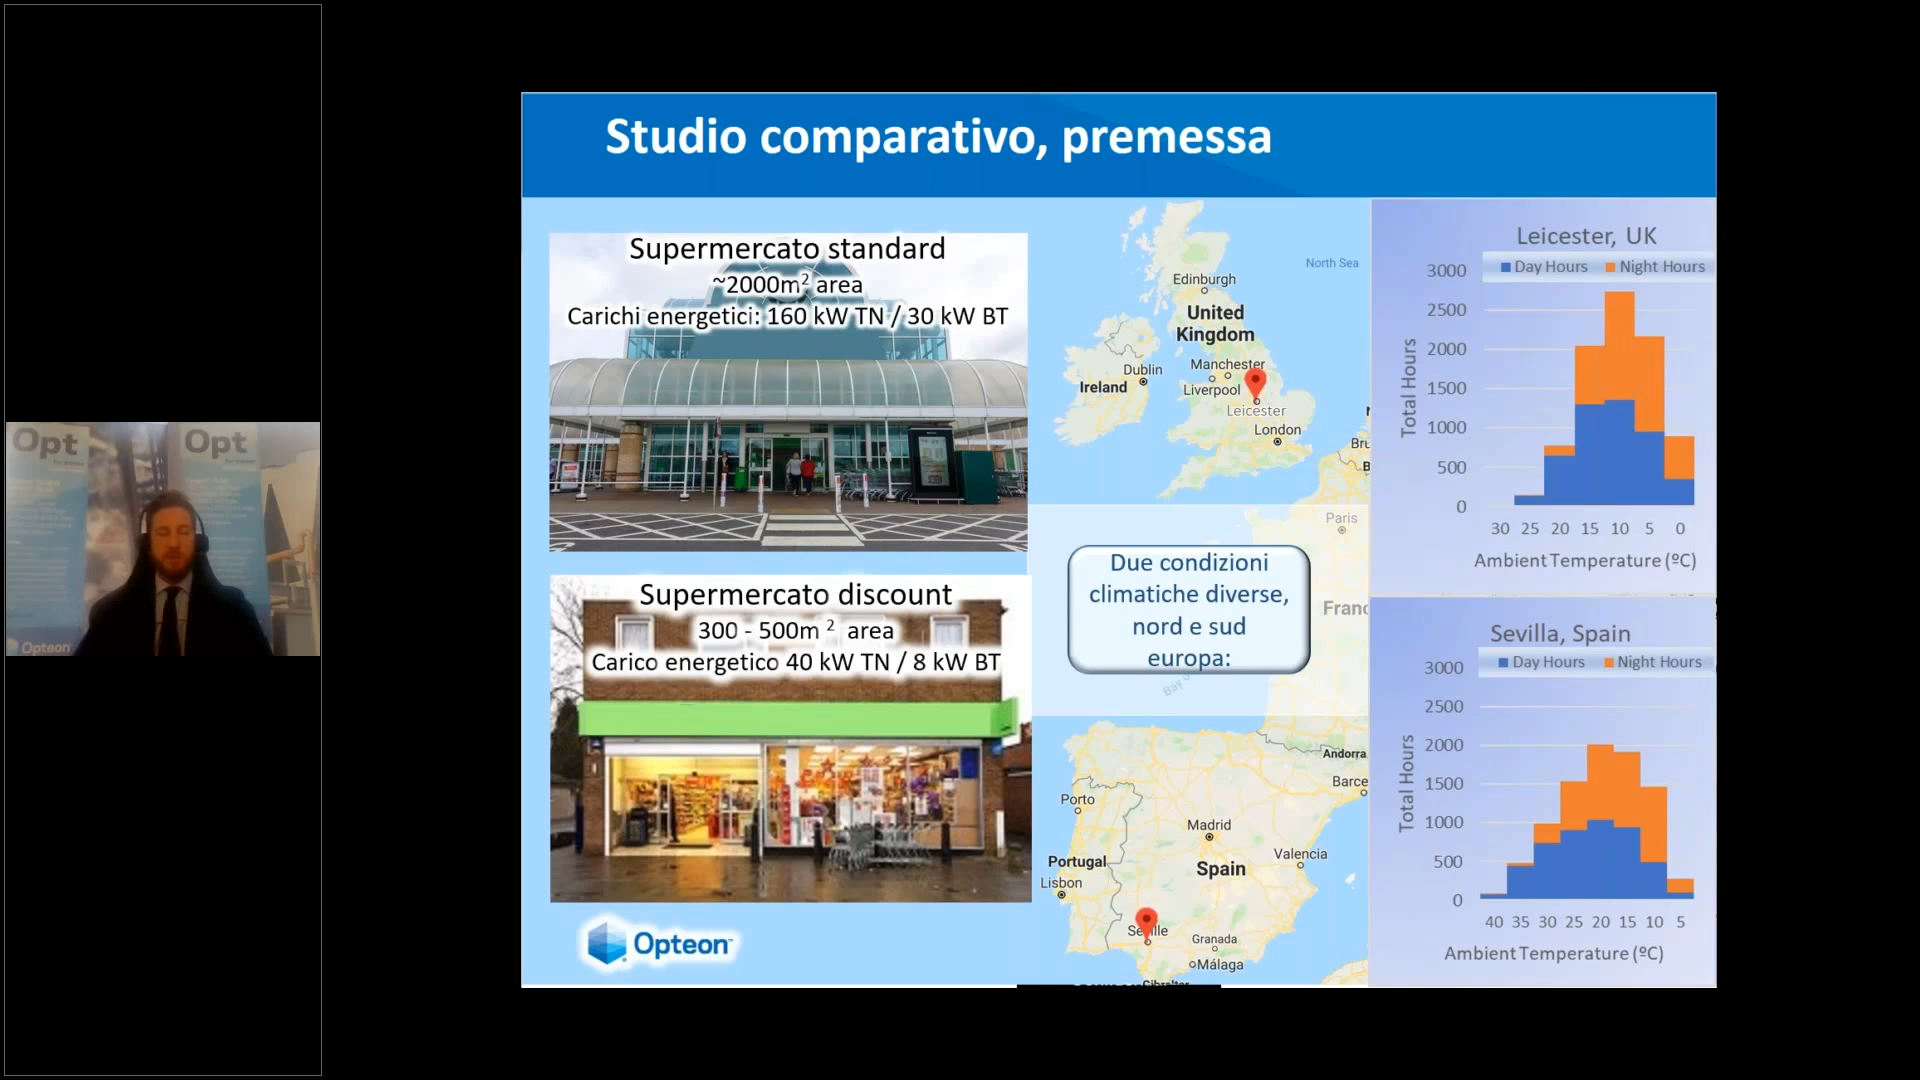 Opt
Opt
Opteon
Studio comparativo, premessa
Supermercato standard
~2000m² area
Carichi energetici: 160 kW TN / 30 kW BT
Supermercato discount
300 - 500m ² area
Carico energetico 40 kW TN / 8 kW BT
Opteon™
North Sea
Edinburgh
United
Kingdom
Dublin
Manchester
Ireland
Liverpool
Leicester
London
Bru
B
Paris
Due condizioni
climatiche diverse,
nord e sud
europa:
Franc
Bay o
Andorra
Barce
Porto
Madrid
Valencia
Portugal
Spain
Lisbon
Seville
Granada
Málaga
Gibraltar
Leicester, UK
Day Hours Night Hours
3000
2500
2000
1500
1000
500
0
Total Hours
30 25 20 15 10 5 0
Ambient Temperature (ºC)
Sevilla, Spain
Day Hours Night Hours
3000
2500
2000
1500
1000
500
0
Total Hours
40 35 30 25 20 15 10 5
Ambient Temperature (ºC)